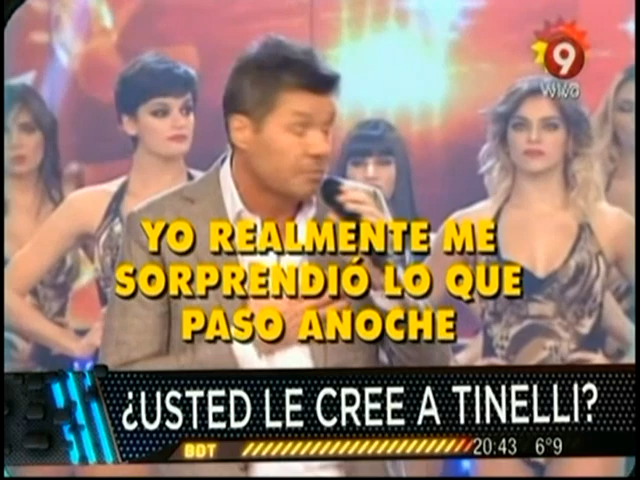 9
VIVO
YO REALMENTE ME
SORPRENDIÓ LO QUE
PASO ANOCHE
¿USTED LE CREE A TINELLI?
BDT
20:43 6°9